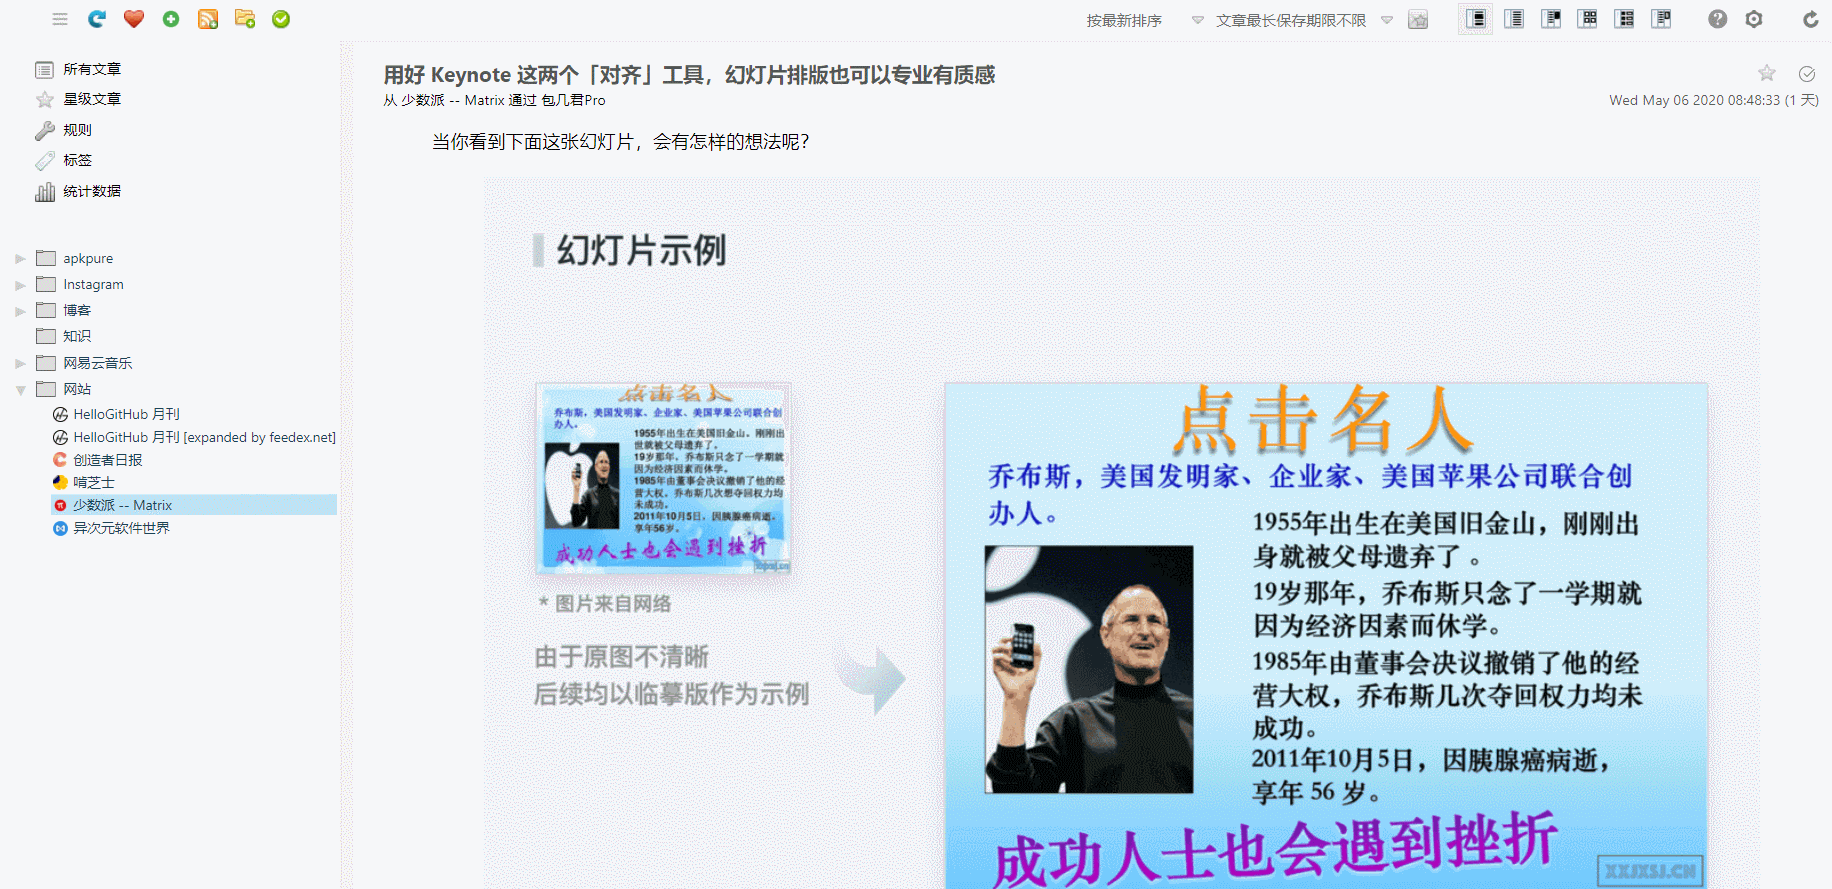 按最新排序
文章最长保存期限不限
所有文章
星级文章
规则
标签
统计数据
apkpure
Instagram
博客
知识
网易云音乐
网站
HelloGitHub 月刊
HelloGitHub 月刊 [expanded by feedex.net]
创造者日报
啃芝士
少数派 -- Matrix
异次元软件世界
用好 Keynote 这两个「对齐」工具，幻灯片排版也可以专业有质感
从 少数派 -- Matrix 通过 包几君Pro
Wed May 06 2020 08:48:33 (1 天)
当你看到下面这张幻灯片，会有怎样的想法呢？
幻灯片示例
点击名人
乔布斯，美国发明家、企业家、美国苹果公司联合创
办人。
1955年出生在美国旧金山，刚刚出
世就被父母遗弃了。
19岁那年，乔布斯只念了一学期就
因为经济因素而休学。
1985年由董事会决议撤销了他的经
营大权，乔布斯几次想夺回权力均
未成功。
2011年10月5日，因胰腺癌病逝，
享年56岁。
成功人士也会遇到挫折
* 图片来自网络
由于原图不清晰
后续均以临摹版作为示例
点击名人
乔布斯，美国发明家、企业家、美国苹果公司联合创
办人。
1955年出生在美国旧金山，刚刚出
身就被父母遗弃了 。
19岁那年，乔布斯只念了一学期就
因为经济因素而休学。
1985年由董事会决议撤销了他的经
营大权，乔布斯几次夺回权力均未
成功。
2011年10月5日，因胰腺癌病逝，
享年 56 岁。
成功人士也会遇到挫折
XXJXSJ.CN